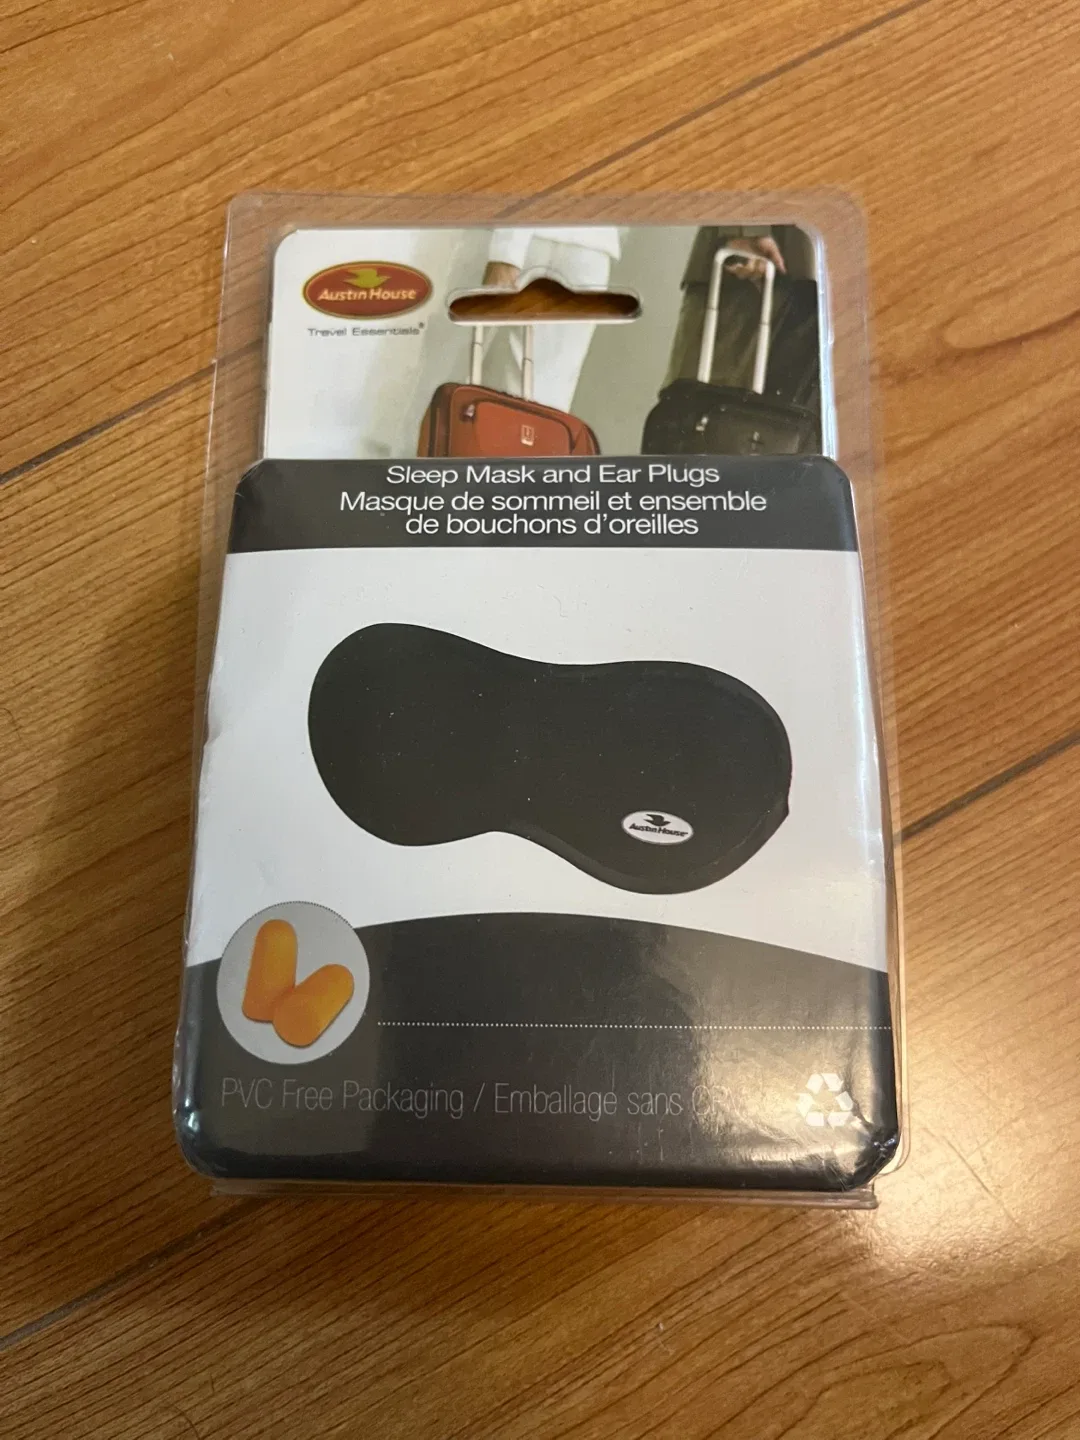 Austin House
Travel Essentials®
Sleep Mask and Ear Plugs
Masque de sommeil et ensemble
de bouchons d'oreilles
Austin House
PVC Free Packaging / Emballage sans